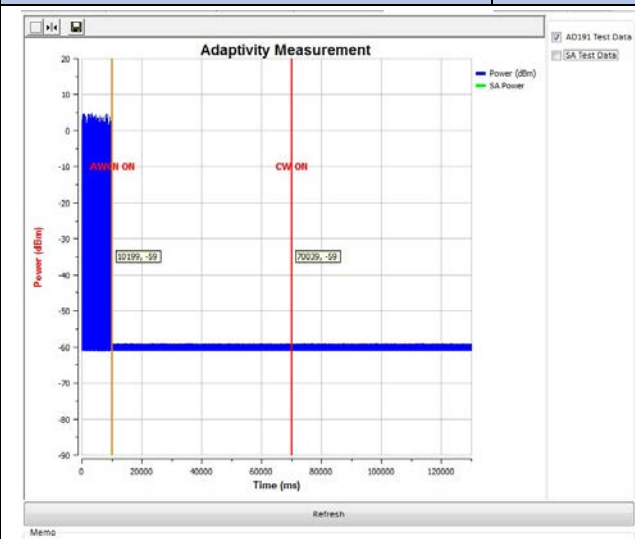 Adaptivity Measurement
AD191 Test Data
SA Test Data
Power (dBm)
SA Power
20
10
0
-10
-20
-30
-40
-50
-60
-70
-80
-90
Power (dBm)
AWGN ON
CW ON
10199, -59
70039, -59
0
20000
40000
60000
80000
100000
120000
Time (ms)
Refresh
Memo